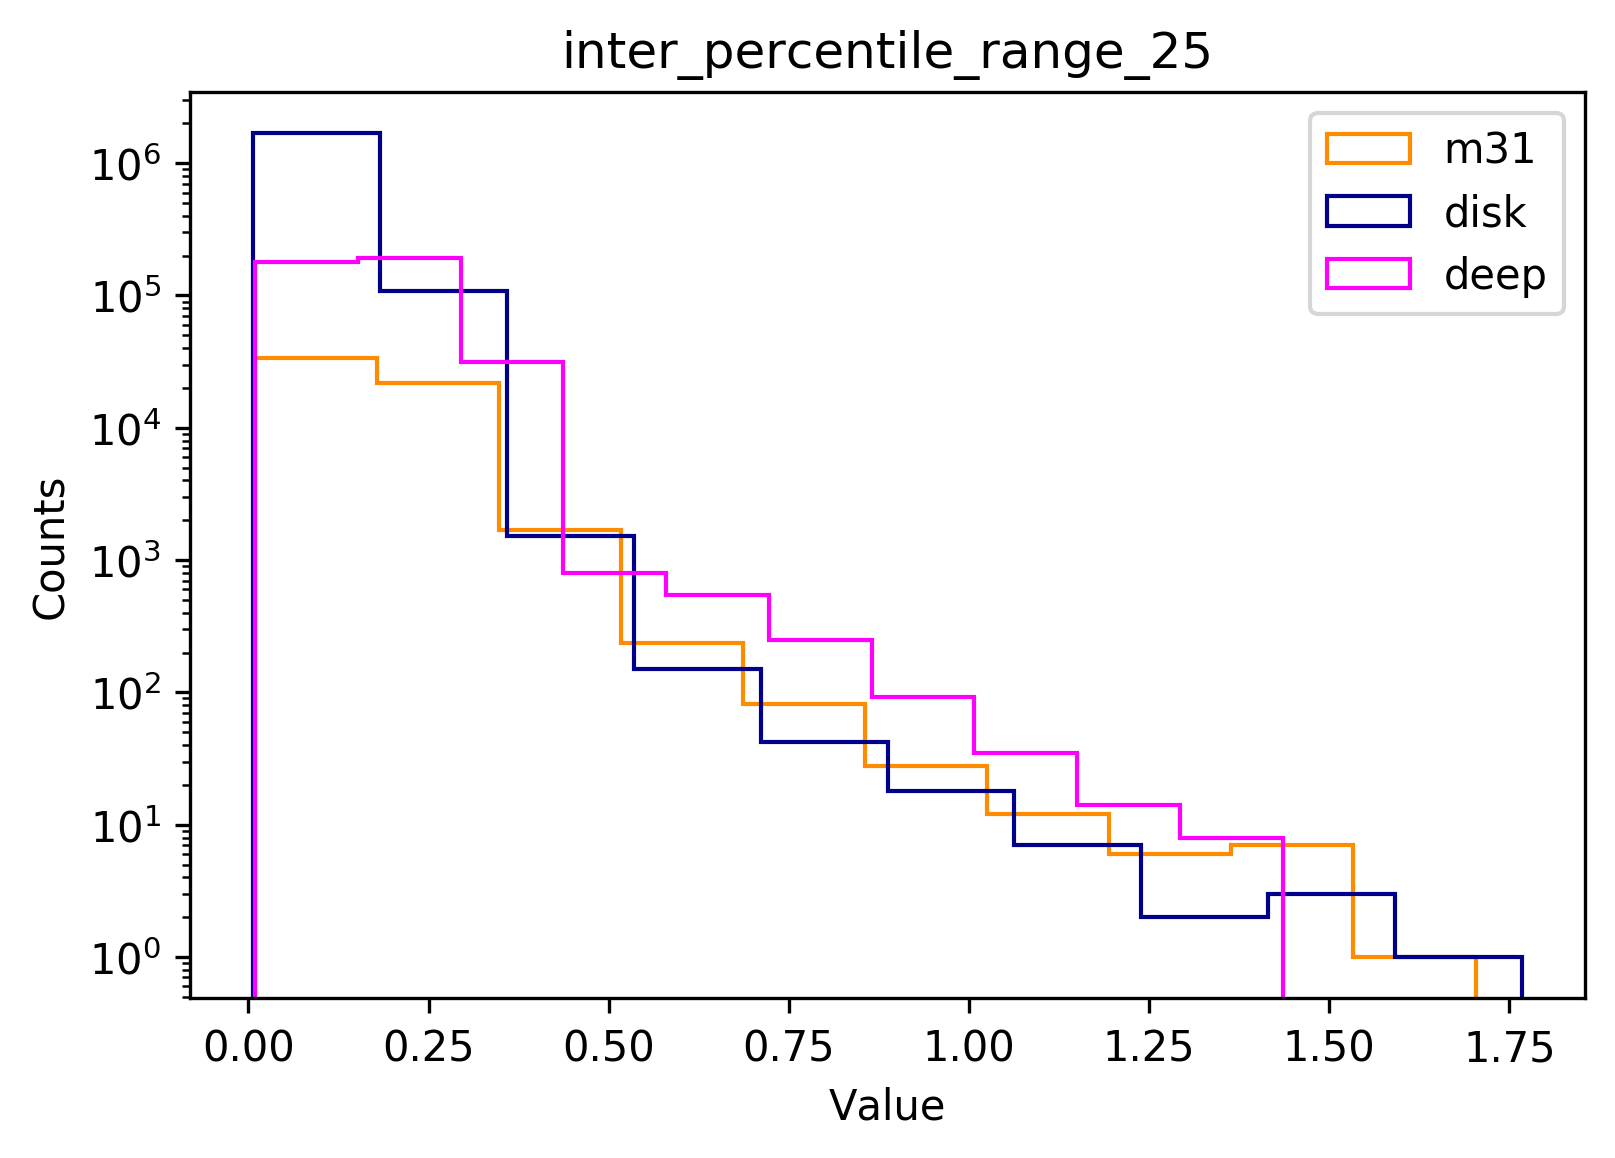 inter_percentile_range_25
m31
disk
deep
Counts
10^6
10^5
10^4
10^3
10^2
10^1
10^0
0.00 0.25 0.50 0.75 1.00 1.25 1.50 1.75
Value